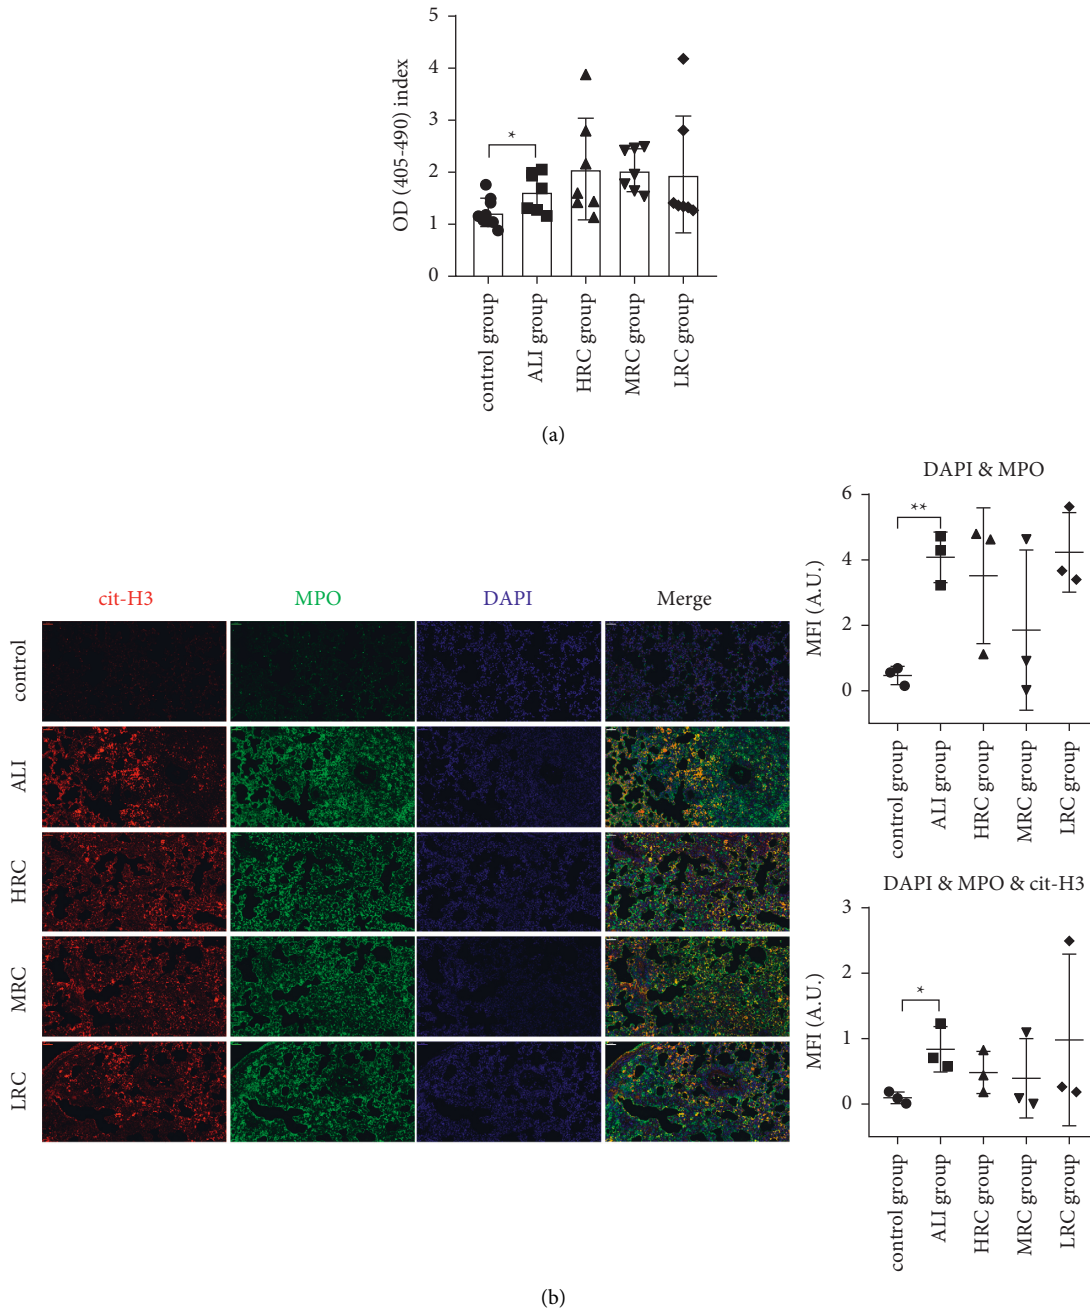 5
4
3
2
1
0
OD (405-490) index
*
control group
ALI group
HRC group
MRC group
LRC group
(a)
cit-H3
MPO
DAPI
Merge
control
ALI
HRC
MRC
LRC
DAPI & MPO
6
4
2
0
MFI (A.U.)
**
control group
ALI group
HRC group
MRC group
LRC group
DAPI & MPO & cit-H3
3
2
1
0
MFI (A.U.)
*
control group
ALI group
HRC group
MRC group
LRC group
(b)